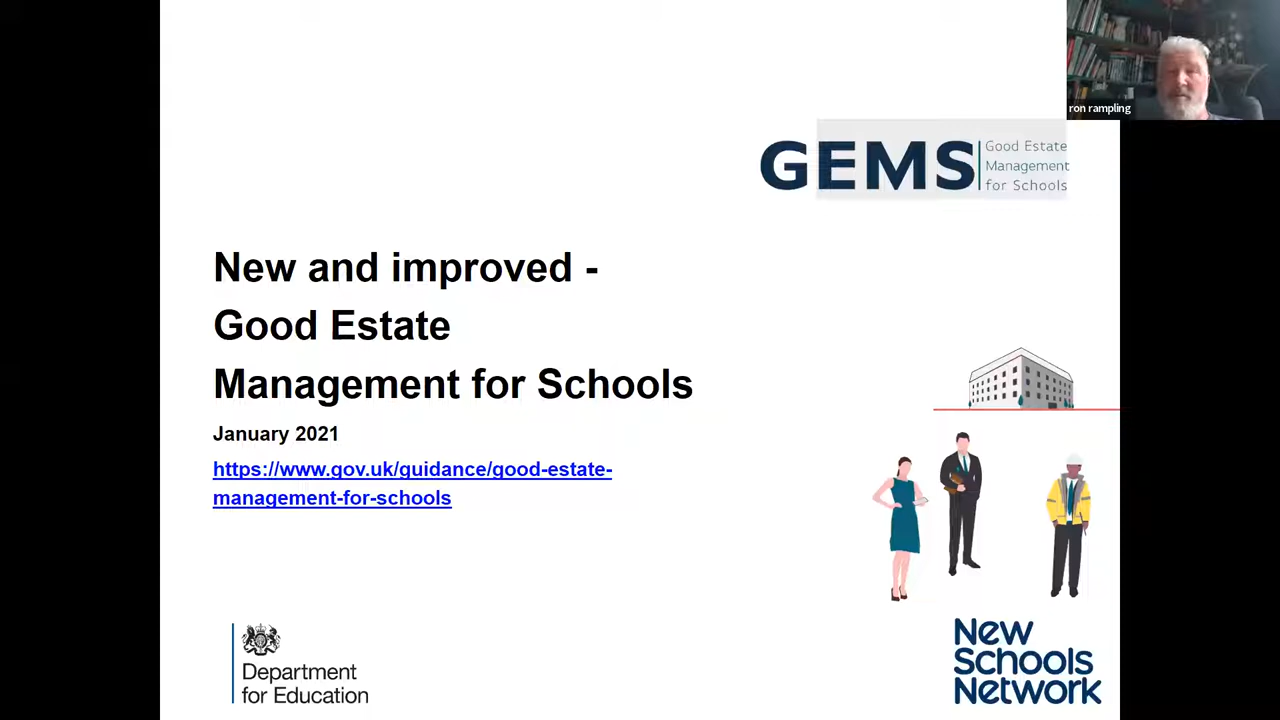 ron rampling
GEMS
Good Estate
Management
for Schools
New and improved -
Good Estate
Management for Schools
January 2021
https://www.gov.uk/guidance/good-estate-
management-for-schools
Department
for Education
New
Schools
Network